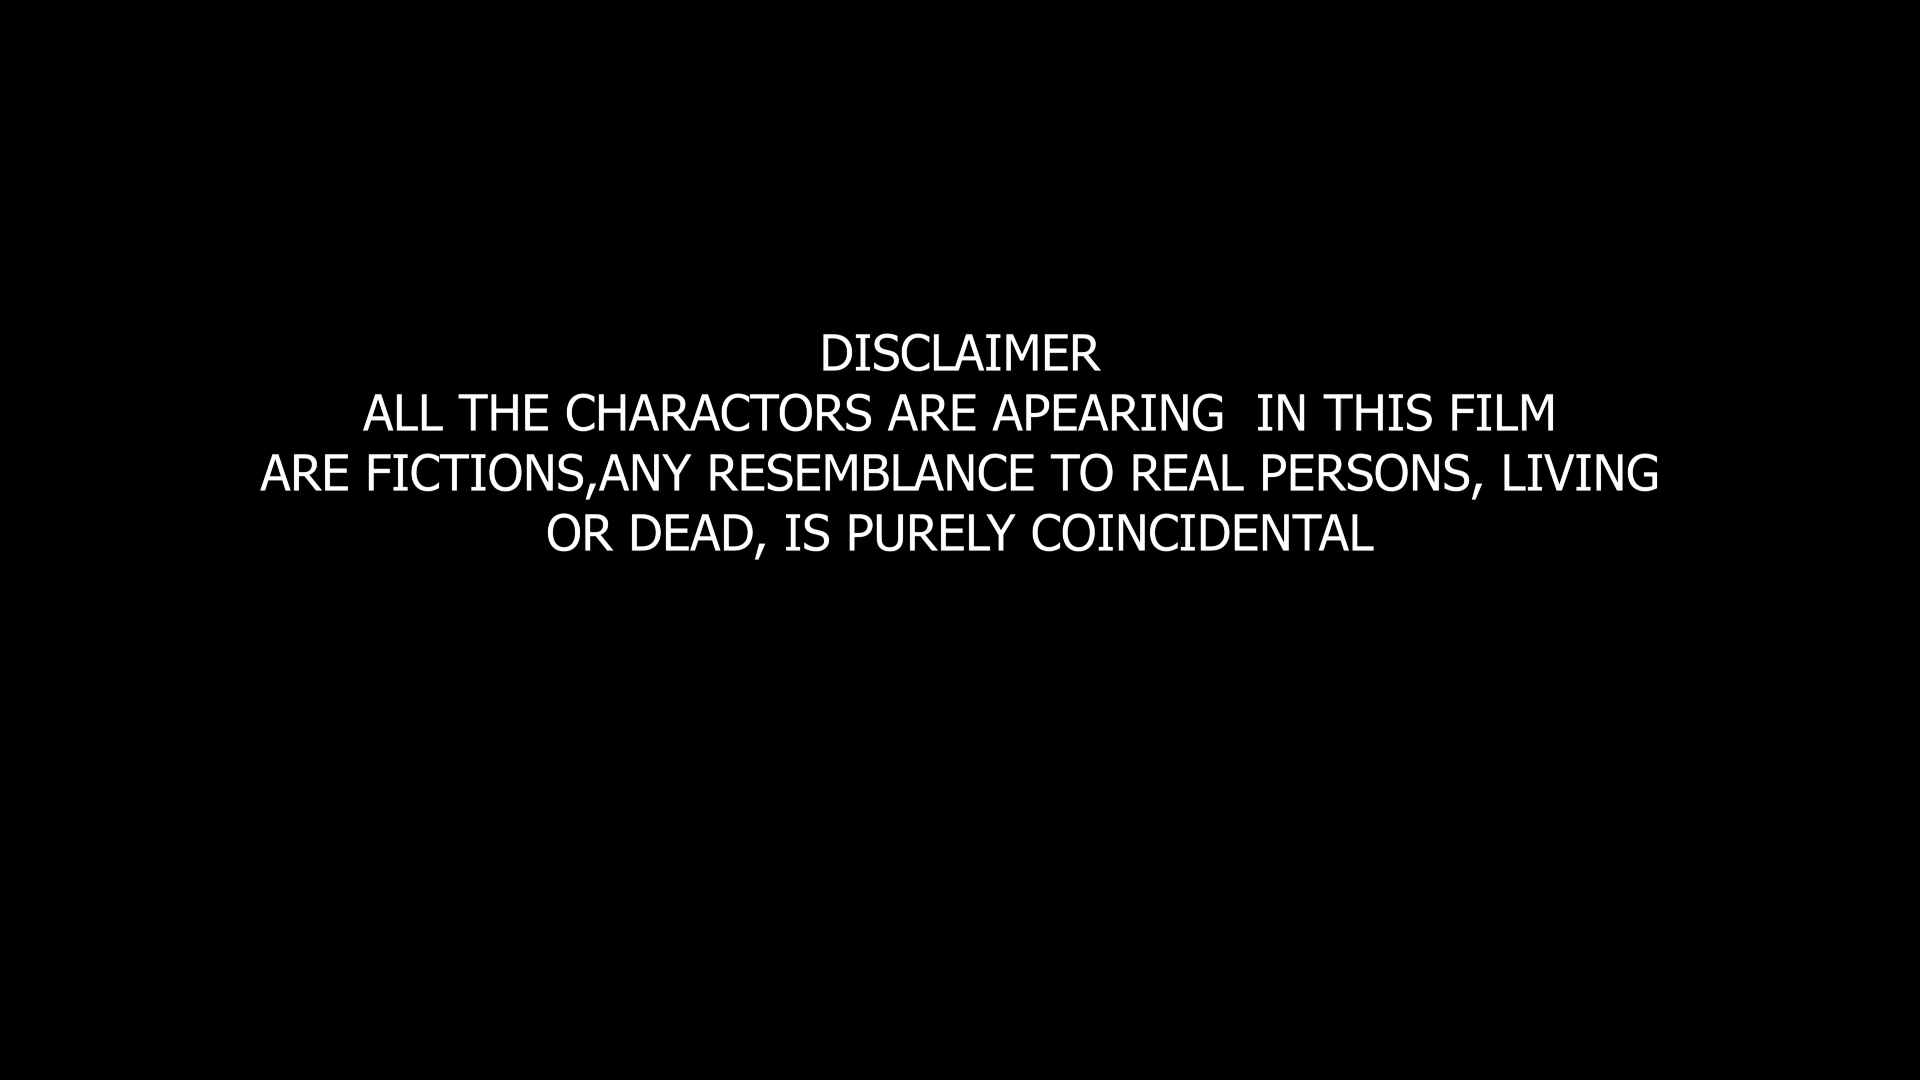 DISCLAIMER
ALL THE CHARACTORS ARE APEARING  IN THIS FILM
ARE FICTIONS,ANY RESEMBLANCE TO REAL PERSONS, LIVING
OR DEAD, IS PURELY COINCIDENTAL